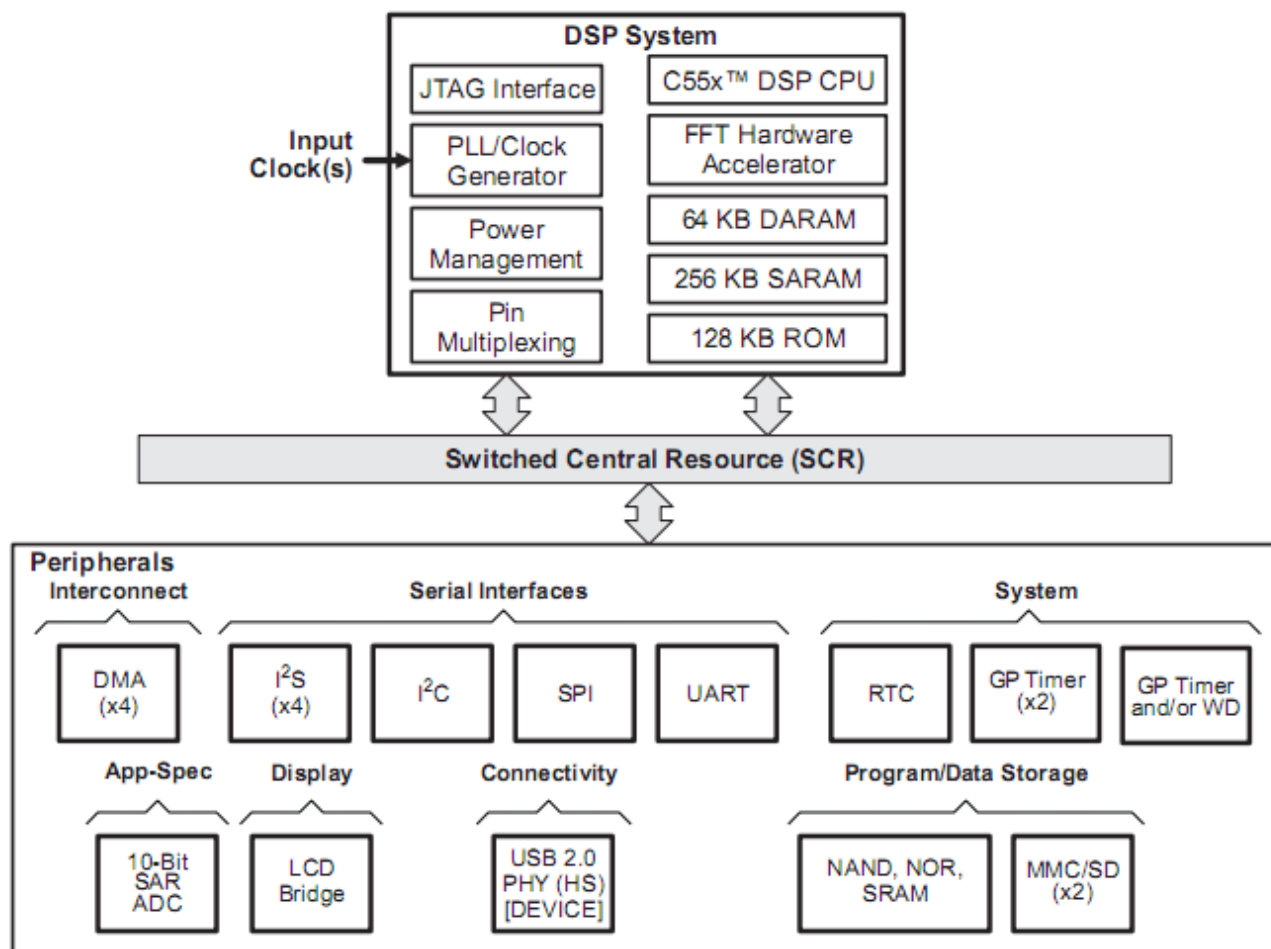 DSP System
JTAG Interface
C55x™ DSP CPU
Input
Clock(s)
PLL/Clock
Generator
FFT Hardware
Accelerator
Power
Management
64 KB DARAM
256 KB SARAM
Pin
Multiplexing
128 KB ROM
Switched Central Resource (SCR)
Peripherals
Interconnect
Serial Interfaces
System
DMA
(x4)
I²S
(x4)
I²C
SPI
UART
RTC
GP Timer
(x2)
GP Timer
and/or WD
App-Spec
Display
Connectivity
Program/Data Storage
10-Bit
SAR
ADC
LCD
Bridge
USB 2.0
PHY (HS)
[DEVICE]
NAND, NOR,
SRAM
MMC/SD
(x2)